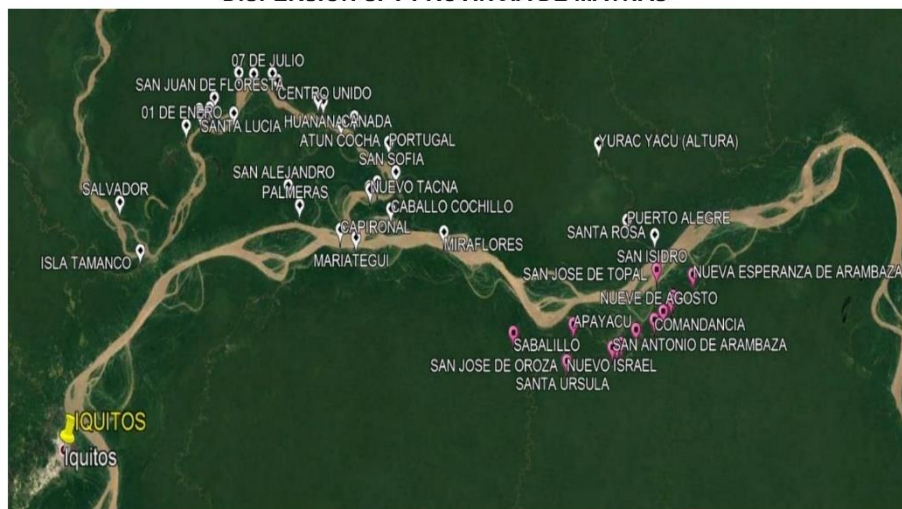 07 DE JULIO
SAN JUAN DE FLORESTA
CENTRO UNIDO
01 DE ENERO
SANTA LUCIA
HUANANA
CANADA
ATUN COCHA
PORTUGAL
YURAC YACU (ALTURA)
SAN SOFIA
SAN ALEJANDRO
NUEVO TACNA
SALVADOR
PALMERAS
CABALLO COCHILLO
CAPIRONAL
PUERTO ALEGRE
SANTA ROSA
MIRAFLORES
ISLA TAMANCO
MARIATEGUI
SAN ISIDRO
SAN JOSE DE TOPAL
NUEVA ESPERANZA DE ARAMBAZA
NUEVE DE AGOSTO
APAYACU
COMANDANCIA
SABALILLO
SAN ANTONIO DE ARAMBAZA
SAN JOSE DE OROZA
NUEVO ISRAEL
SANTA URSULA
IQUITOS
Iquitos